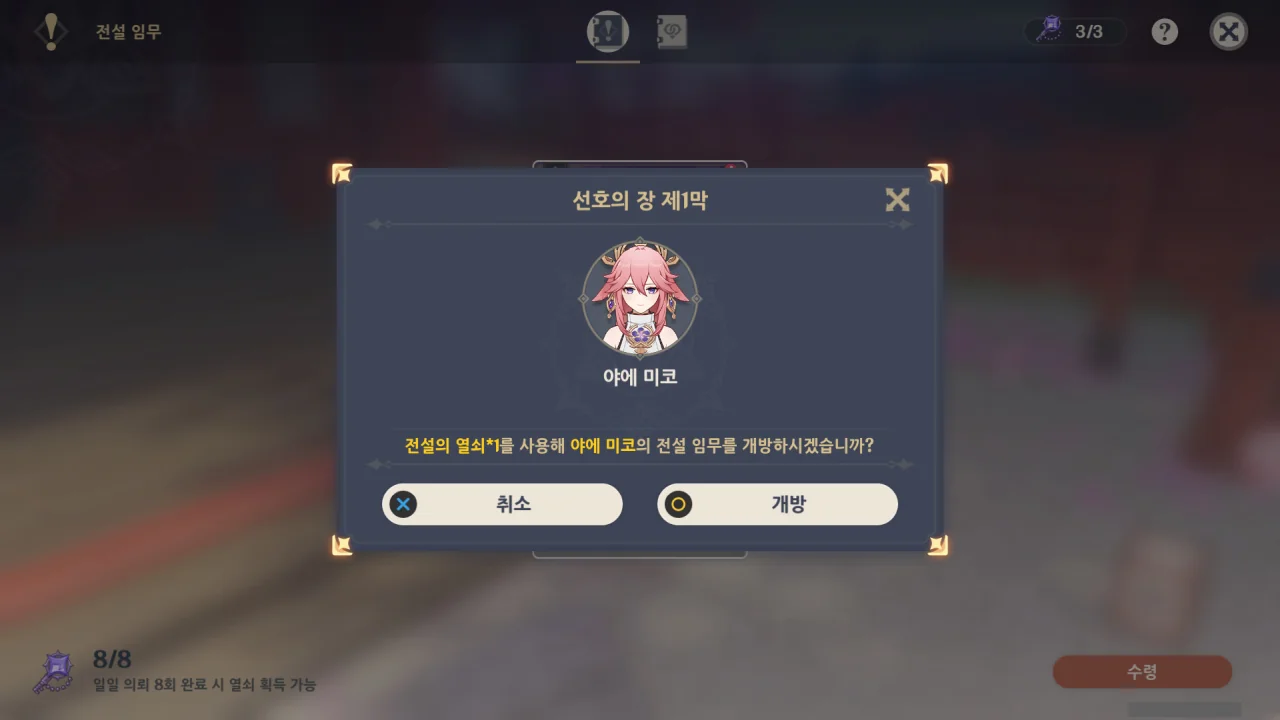 전설 임무
3/3
?
선호의 장 제1막
야에 미코
전설의 열쇠*1를 사용해 야에 미코의 전설 임무를 개방하시겠습니까?
취소
개방
8/8
일일 의뢰 8회 완료 시 열쇠 획득 가능
수령